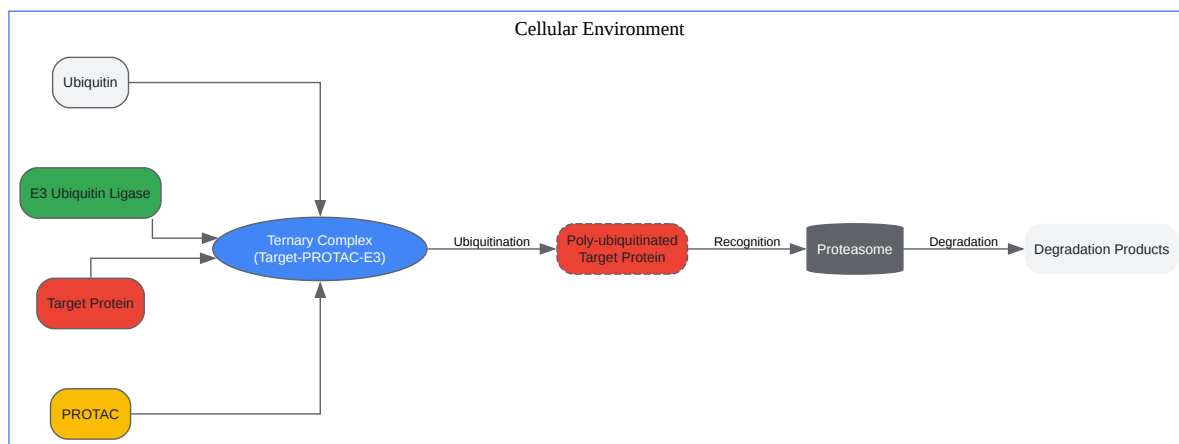 Cellular Environment
Ubiquitin
E3 Ubiquitin Ligase
Target Protein
PROTAC
Ternary Complex
(Target-PROTAC-E3)
Ubiquitination
Poly-ubiquitinated
Target Protein
Recognition
Proteasome
Degradation
Degradation Products